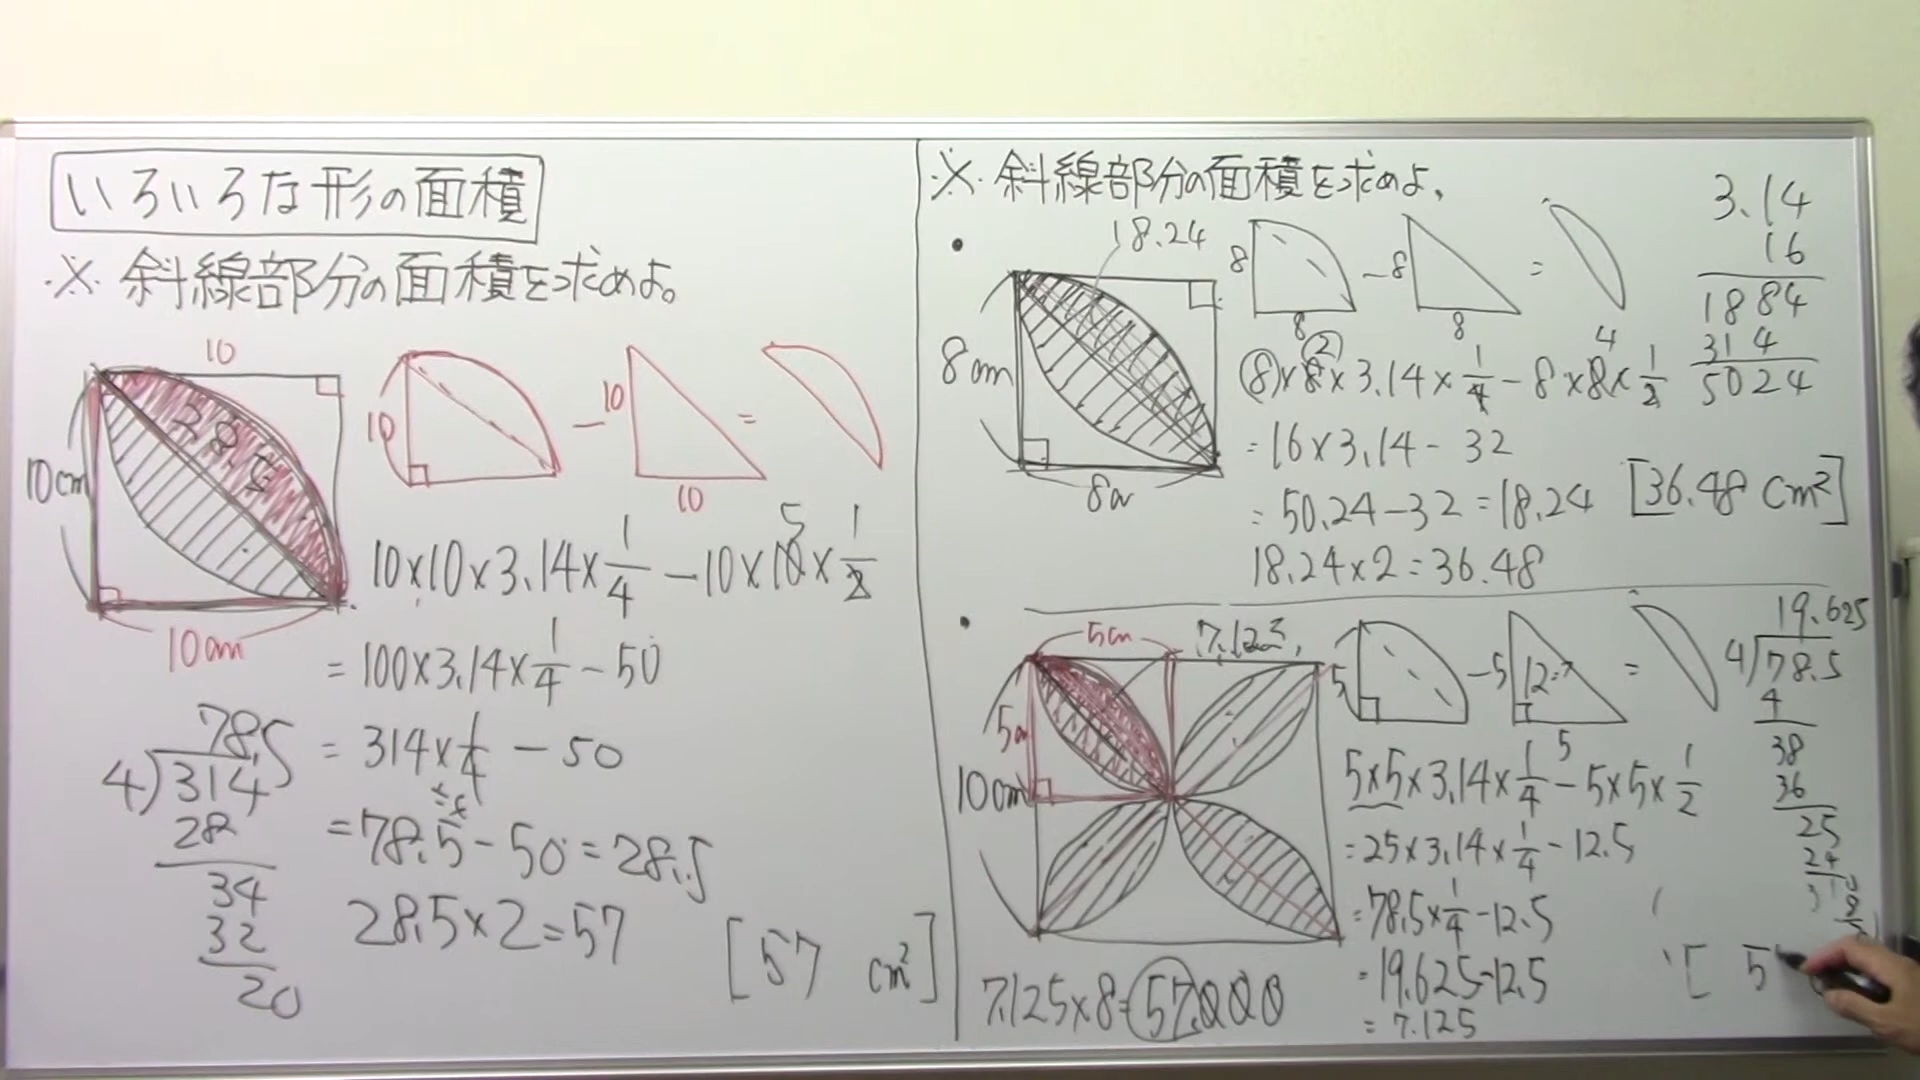 いろいろな形の面積
※ 斜線部分の面積を求めよ。
10
10cm
10cm
28.5
10
- 10
10
=
10×10×3.14×1/4 - 10×10×1/2
5
= 100×3.14×1/4 - 50
= 314×1/4 - 50
÷4
= 78.5 - 50 = 28.5
28.5×2=57
[57 cm²]
78.5
4)314
28
34
32
20
※ 斜線部分の面積を求めよ。
18.24
8cm
8
8
- 8
8
=
8×8×3.14×1/4 - 8×8×1/2
2
4
= 16×3.14 - 32
= 50.24-32=18.24
18.24×2=36.48
[36.48 cm²]
3.14
16
1884
314
5024
5cm
10cm
5
- 5
5
=
5×5×3.14×1/4 - 5×5×1/2
= 25×3.14×1/4 - 12.5
= 78.5×1/4 - 12.5
= 19.625-12.5
= 7.125
7.125×8=57.000
19.625
4)78.5
4
38
36
25
24
[ 5